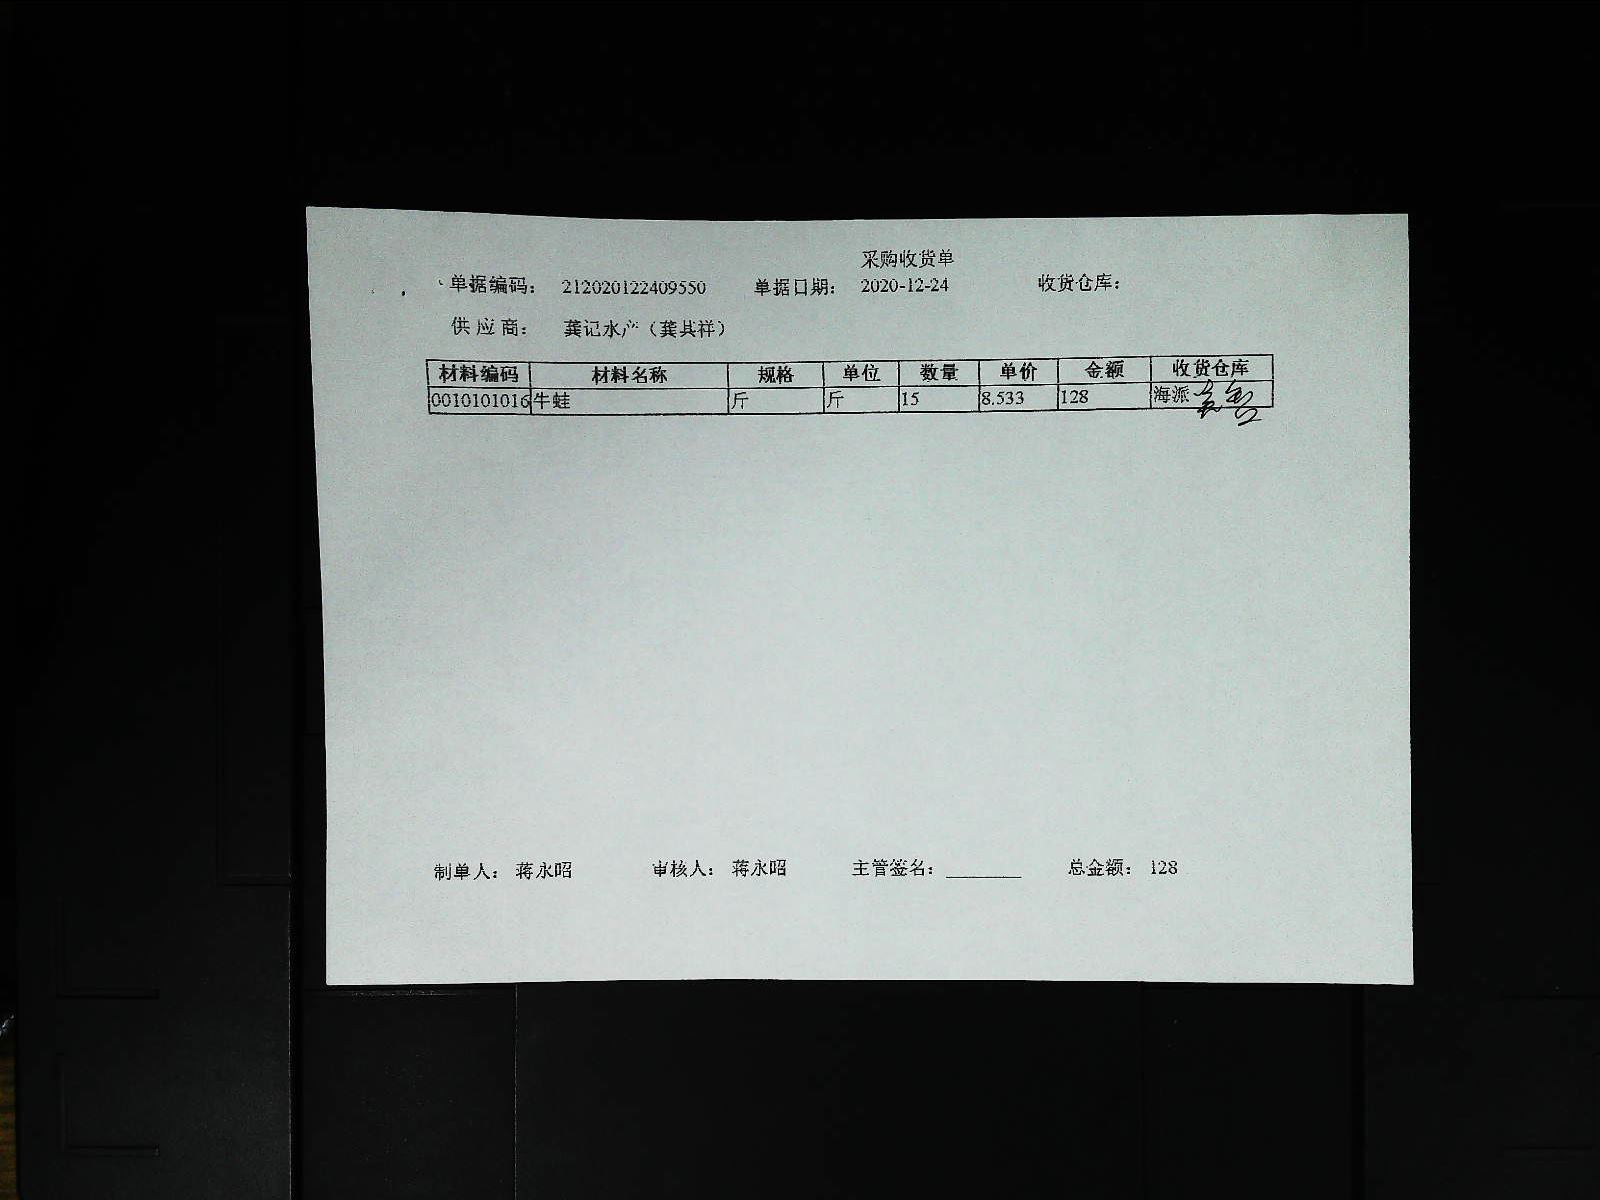 采购收货单
单据编码： 212020122409550 单据日期： 2020-12-24 收货仓库：
供应商： 龚记水产（龚其祥）
材料编码 材料名称 规格 单位 数量 单价 金额 收货仓库
0010101016 牛蛙 斤 斤 15 8.533 128 海派
制单人： 蒋永昭 审核人： 蒋永昭 主管签名： 总金额： 128